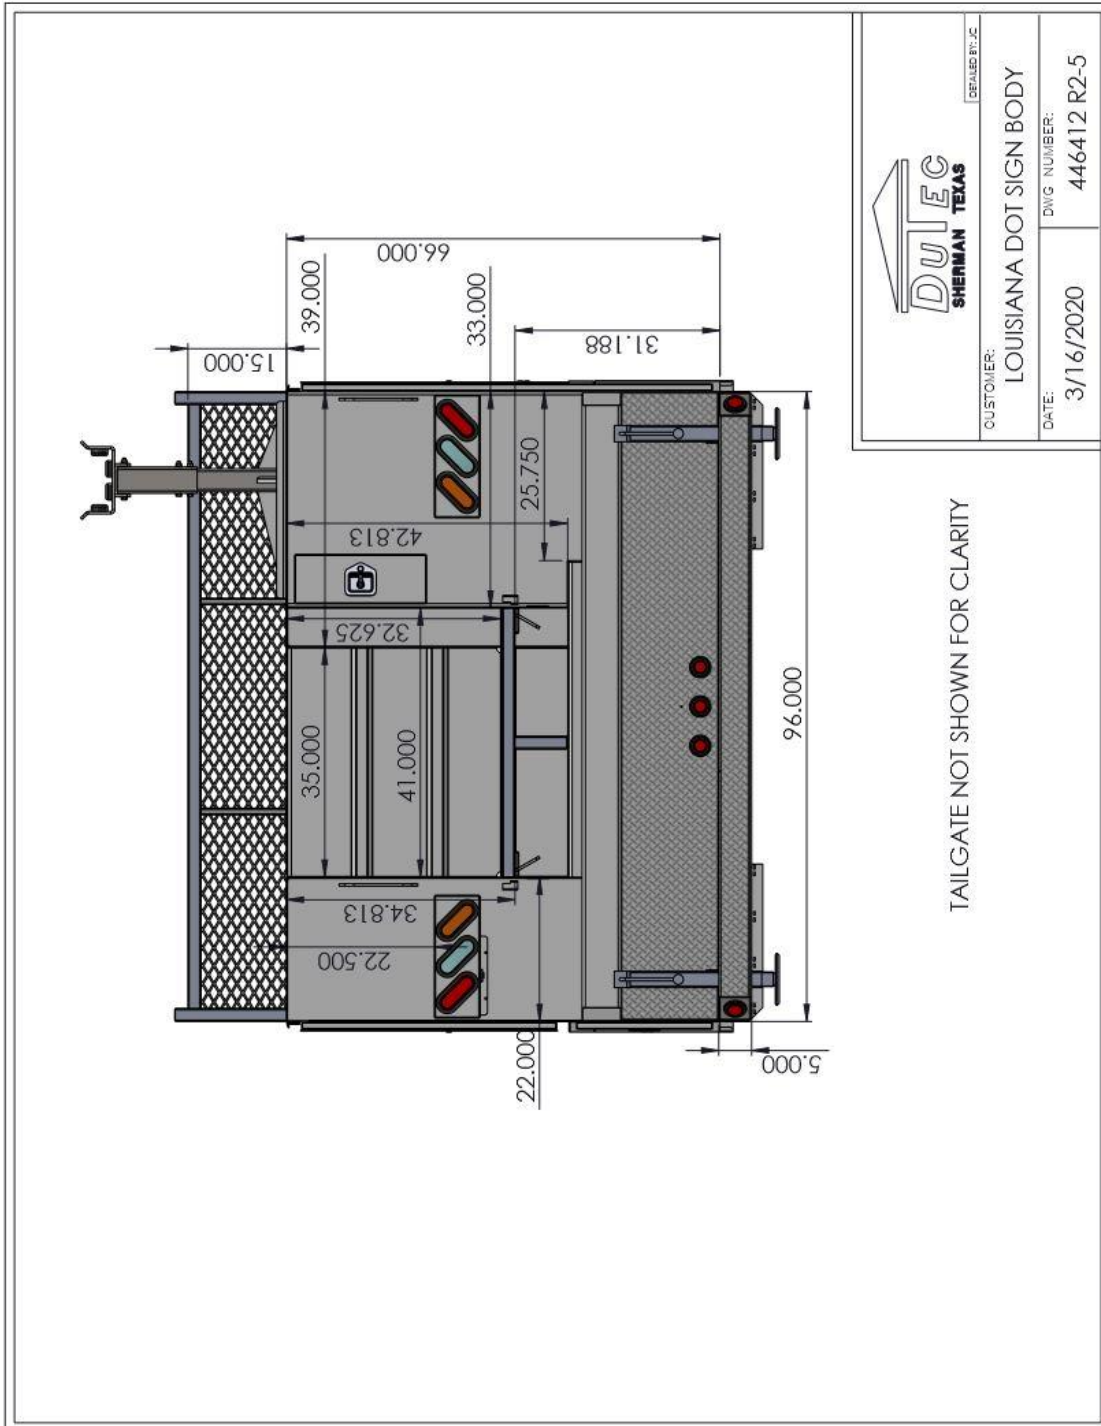 15.000
39.000
66.000
33.000
31.188
42.813
25.750
32.625
35.000
41.000
34.813
22.500
22.000
96.000
5.000
TAILGATE NOT SHOWN FOR CLARITY
DUTEC
SHERMAN TEXAS
DETAILED BY: JC
CUSTOMER:
LOUISIANA DOT SIGN BODY
DATE:
3/16/2020
DWG NUMBER:
446412 R2-5